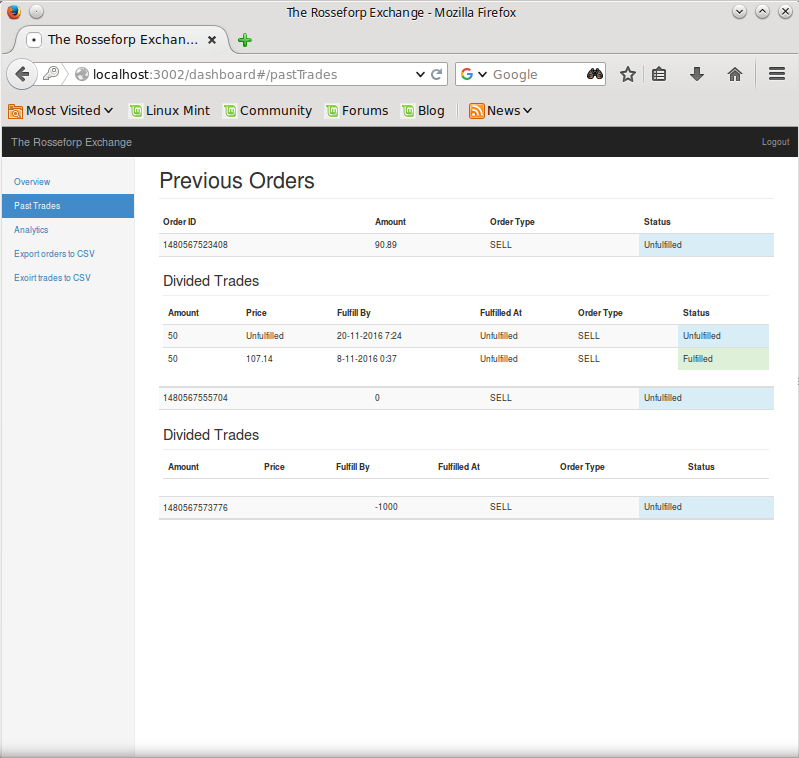 The Rosseforp Exchange - Mozilla Firefox
The Rosseforp Exchan...
localhost:3002/dashboard#/pastTrades Google
Most Visited Linux Mint Community Forums Blog News
The Rosseforp Exchange Logout
Overview
Past Trades
Analytics
Export orders to CSV
Exoirt trades to CSV
Previous Orders
Order ID Amount Order Type Status
1480567523408 90.89 SELL Unfulfilled
Divided Trades
Amount Price Fulfill By Fulfilled At Order Type Status
50 Unfulfilled 20-11-2016 7:24 Unfulfilled SELL Unfulfilled
50 107.14 8-11-2016 0:37 Unfulfilled SELL Fulfilled
1480567555704 0 SELL Unfulfilled
Divided Trades
Amount Price Fulfill By Fulfilled At Order Type Status
1480567573776 -1000 SELL Unfulfilled